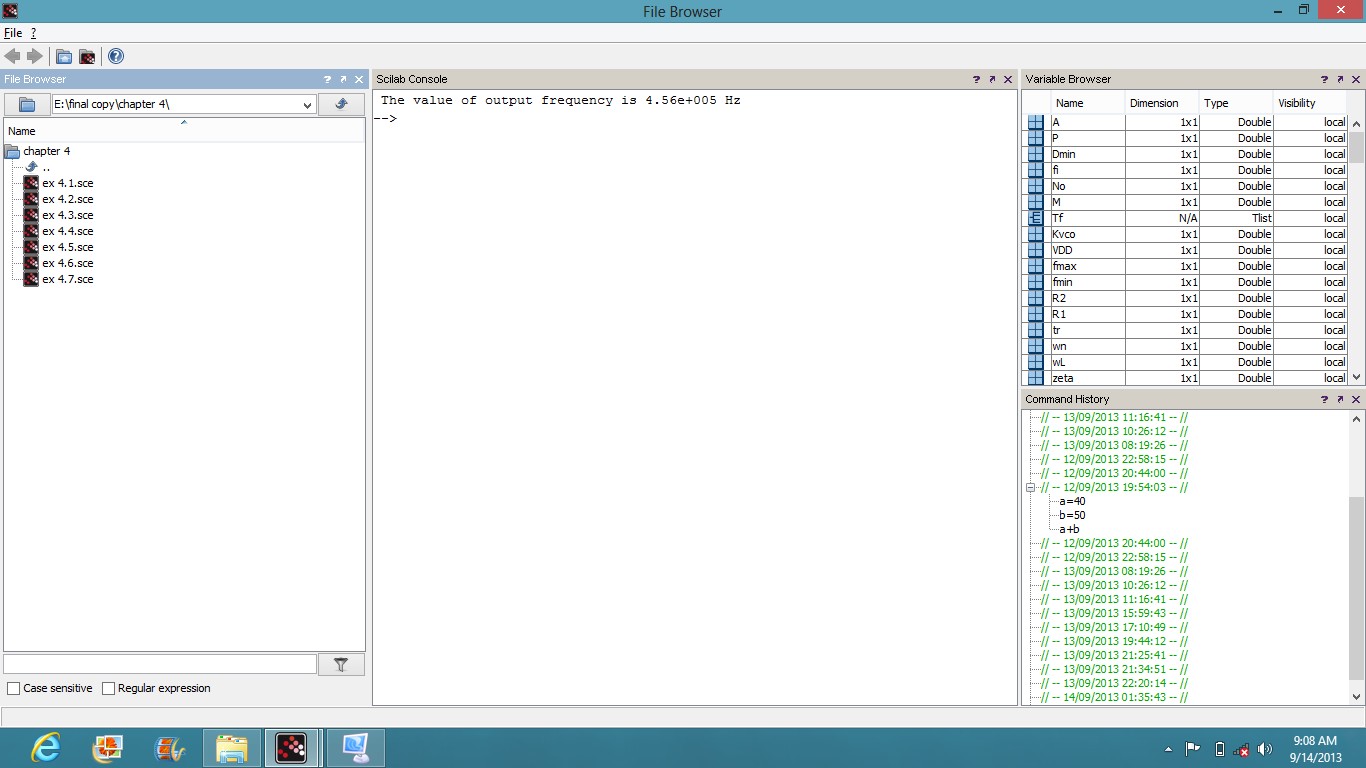 File Browser
File ?
File Browser
E:\final copy\chapter 4\
Name
chapter 4
..
ex 4.1.sce
ex 4.2.sce
ex 4.3.sce
ex 4.4.sce
ex 4.5.sce
ex 4.6.sce
ex 4.7.sce
Case sensitive Regular expression
Scilab Console
The value of output frequency is 4.56e+005 Hz
-->
Variable Browser
Name Dimension Type Visibility
A 1x1 Double local
P 1x1 Double local
Dmin 1x1 Double local
fi 1x1 Double local
No 1x1 Double local
M 1x1 Double local
Tf N/A Tlist local
Kvco 1x1 Double local
VDD 1x1 Double local
fmax 1x1 Double local
fmin 1x1 Double local
R2 1x1 Double local
R1 1x1 Double local
tr 1x1 Double local
wn 1x1 Double local
wL 1x1 Double local
zeta 1x1 Double local
Command History
// -- 13/09/2013 11:16:41 -- //
// -- 13/09/2013 10:26:12 -- //
// -- 13/09/2013 08:19:26 -- //
// -- 12/09/2013 22:58:15 -- //
// -- 12/09/2013 20:44:00 -- //
// -- 12/09/2013 19:54:03 -- //
a=40
b=50
a+b
// -- 12/09/2013 20:44:00 -- //
// -- 12/09/2013 22:58:15 -- //
// -- 13/09/2013 08:19:26 -- //
// -- 13/09/2013 10:26:12 -- //
// -- 13/09/2013 11:16:41 -- //
// -- 13/09/2013 15:59:43 -- //
// -- 13/09/2013 17:10:49 -- //
// -- 13/09/2013 19:44:12 -- //
// -- 13/09/2013 21:25:41 -- //
// -- 13/09/2013 21:34:51 -- //
// -- 13/09/2013 22:20:14 -- //
// -- 14/09/2013 01:35:43 -- //
9:08 AM
9/14/2013